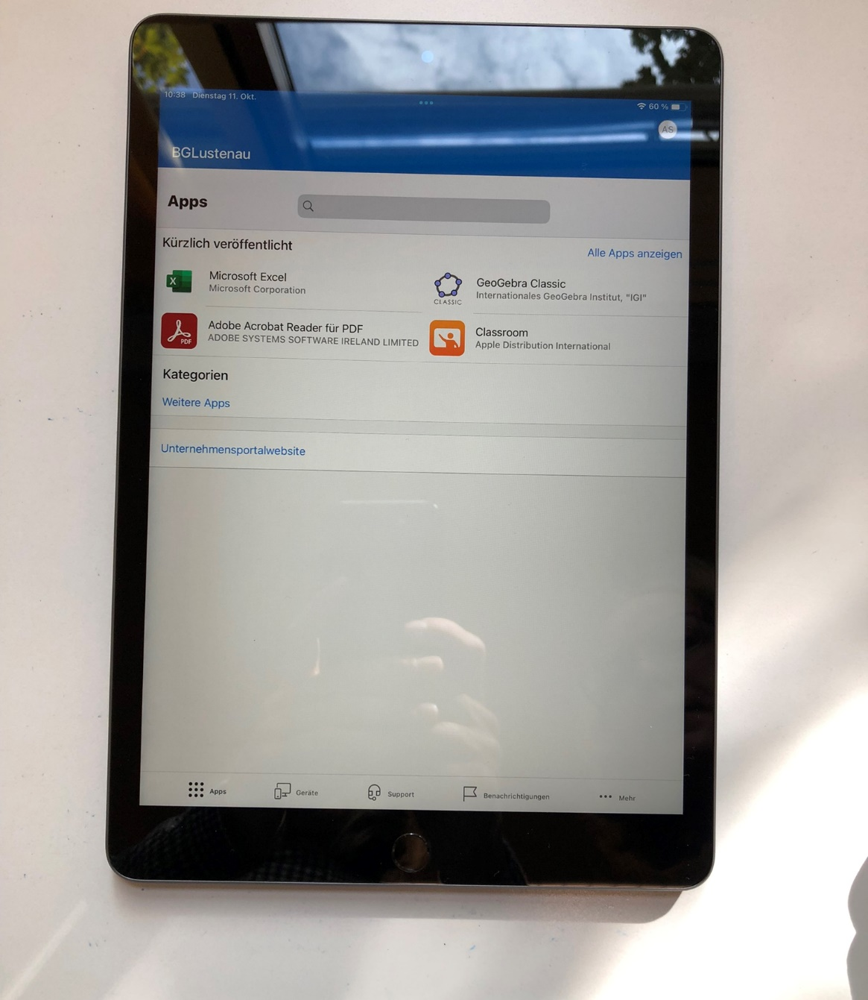 10:38 Dienstag 11. Okt.
60 %
AS
BGLustenau
Apps
Kürzlich veröffentlicht
Alle Apps anzeigen
Microsoft Excel
Microsoft Corporation
X
GeoGebra Classic
Internationales GeoGebra Institut, "IGI"
CLASSIC
Adobe Acrobat Reader für PDF
ADOBE SYSTEMS SOFTWARE IRELAND LIMITED
PDF
Classroom
Apple Distribution International
Kategorien
Weitere Apps
Unternehmensportalwebsite
Apps Geräte Support Benachrichtigungen Mehr